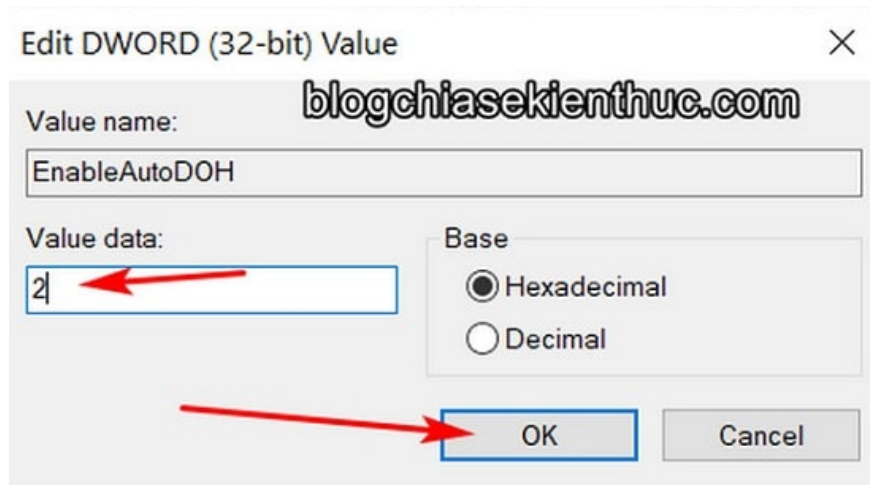 Edit DWORD (32-bit) Value
blogchiasekienthuc.com
Value name:
EnableAutoDOH
Value data:
2
Base
Hexadecimal
Decimal
OK
Cancel